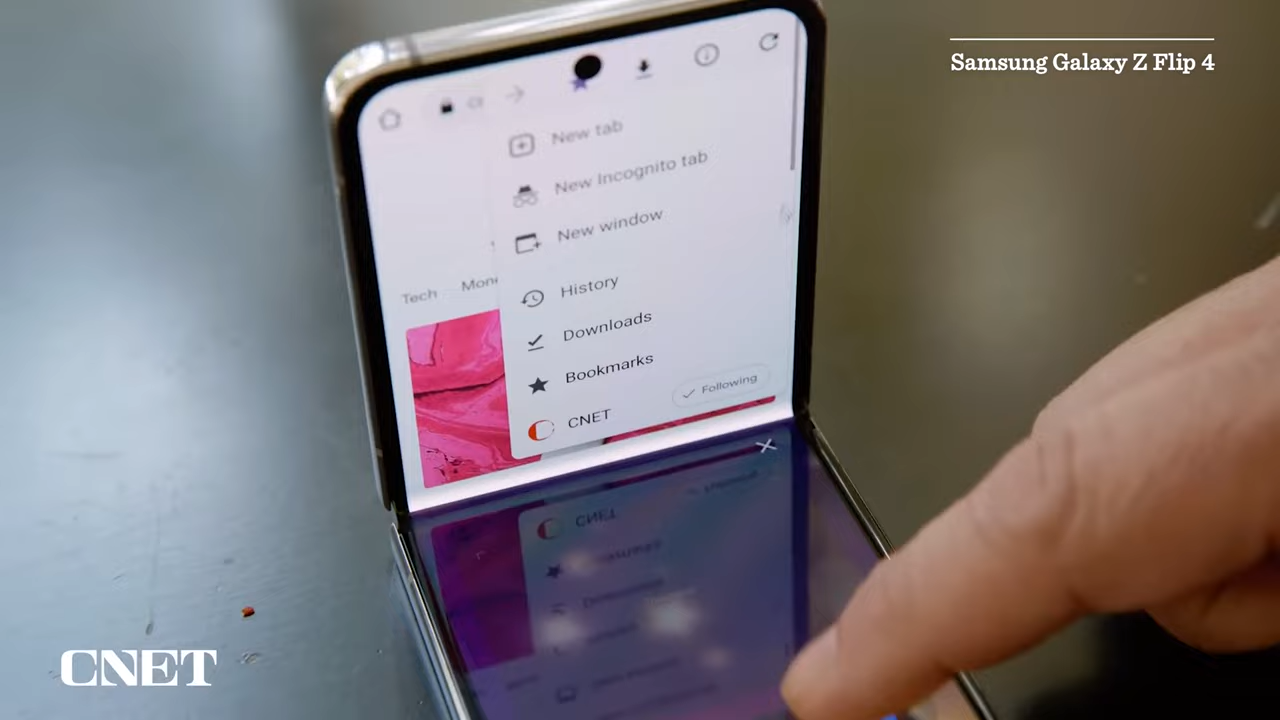 Samsung Galaxy Z Flip 4
New tab
New Incognito tab
New window
Tech
History
Downloads
Bookmarks
Following
CNET
CNET